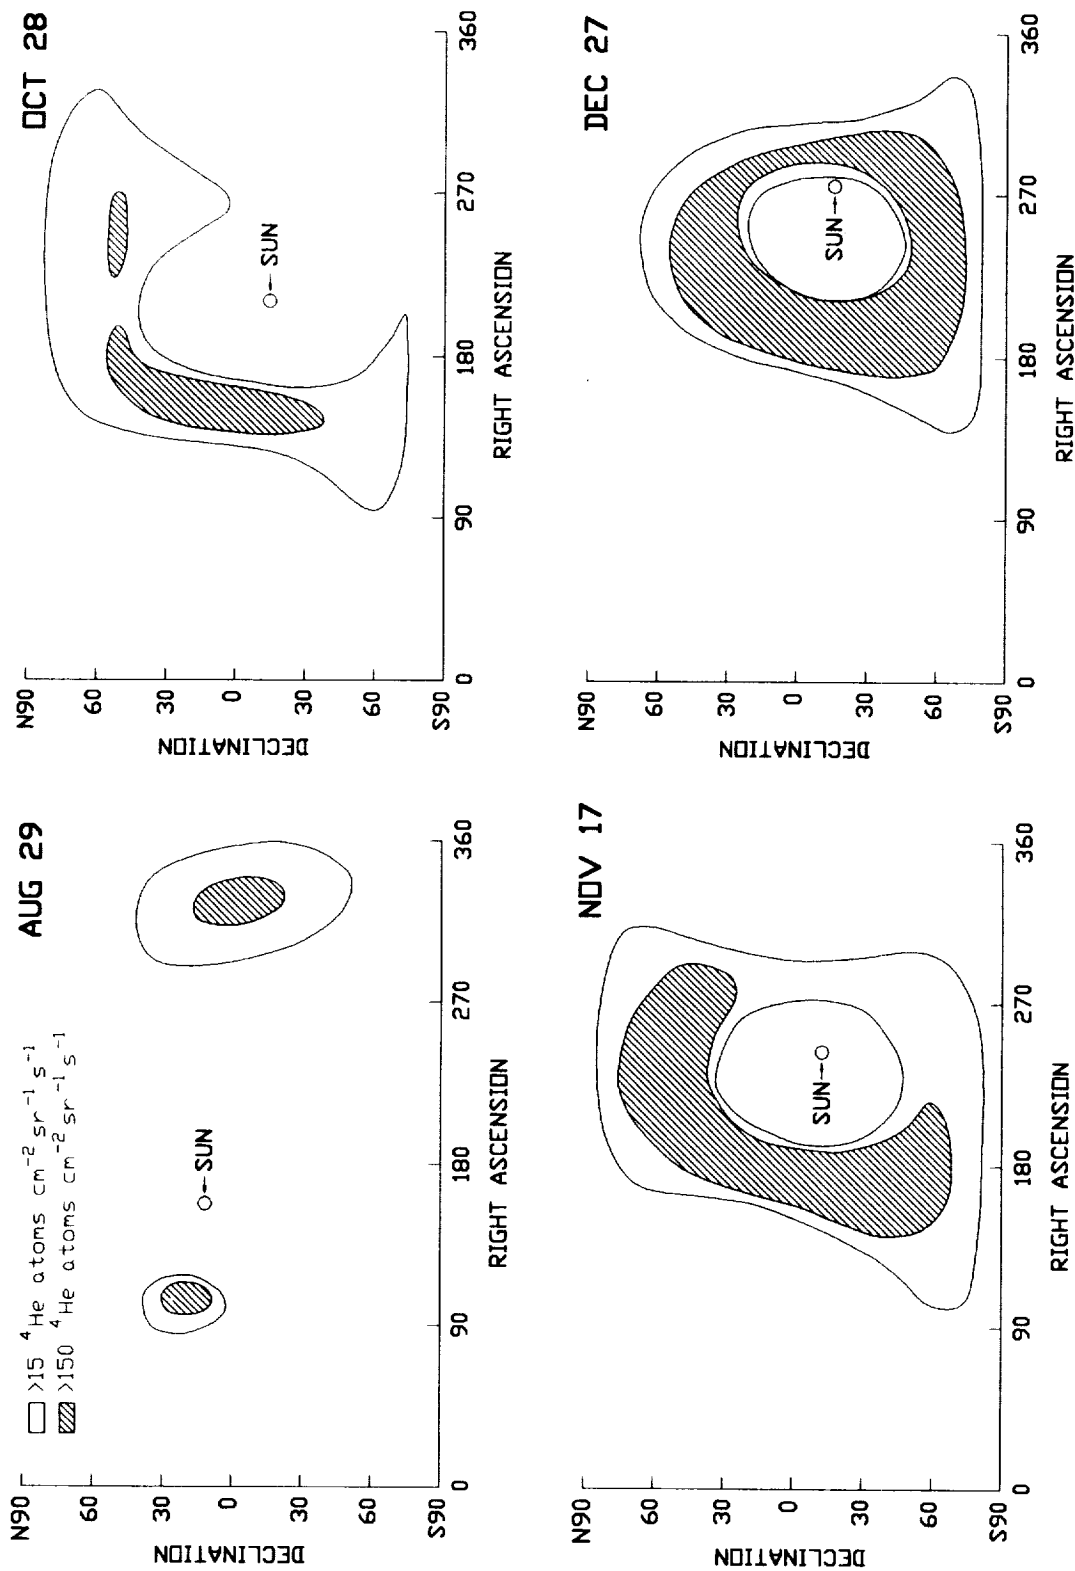 AUG 29
>15 ⁴He atoms cm⁻² sr⁻¹ s⁻¹
>150 ⁴He atoms cm⁻² sr⁻¹ s⁻¹
N90
60
30
0
30
60
S90
DECLINATION
SUN
0
90
180
270
360
RIGHT ASCENSION
OCT 28
N90
60
30
0
30
60
S90
DECLINATION
SUN
0
90
180
270
360
RIGHT ASCENSION
NOV 17
N90
60
30
0
30
60
S90
DECLINATION
SUN
0
90
180
270
360
RIGHT ASCENSION
DEC 27
N90
60
30
0
30
60
S90
DECLINATION
SUN
0
90
180
270
360
RIGHT ASCENSION